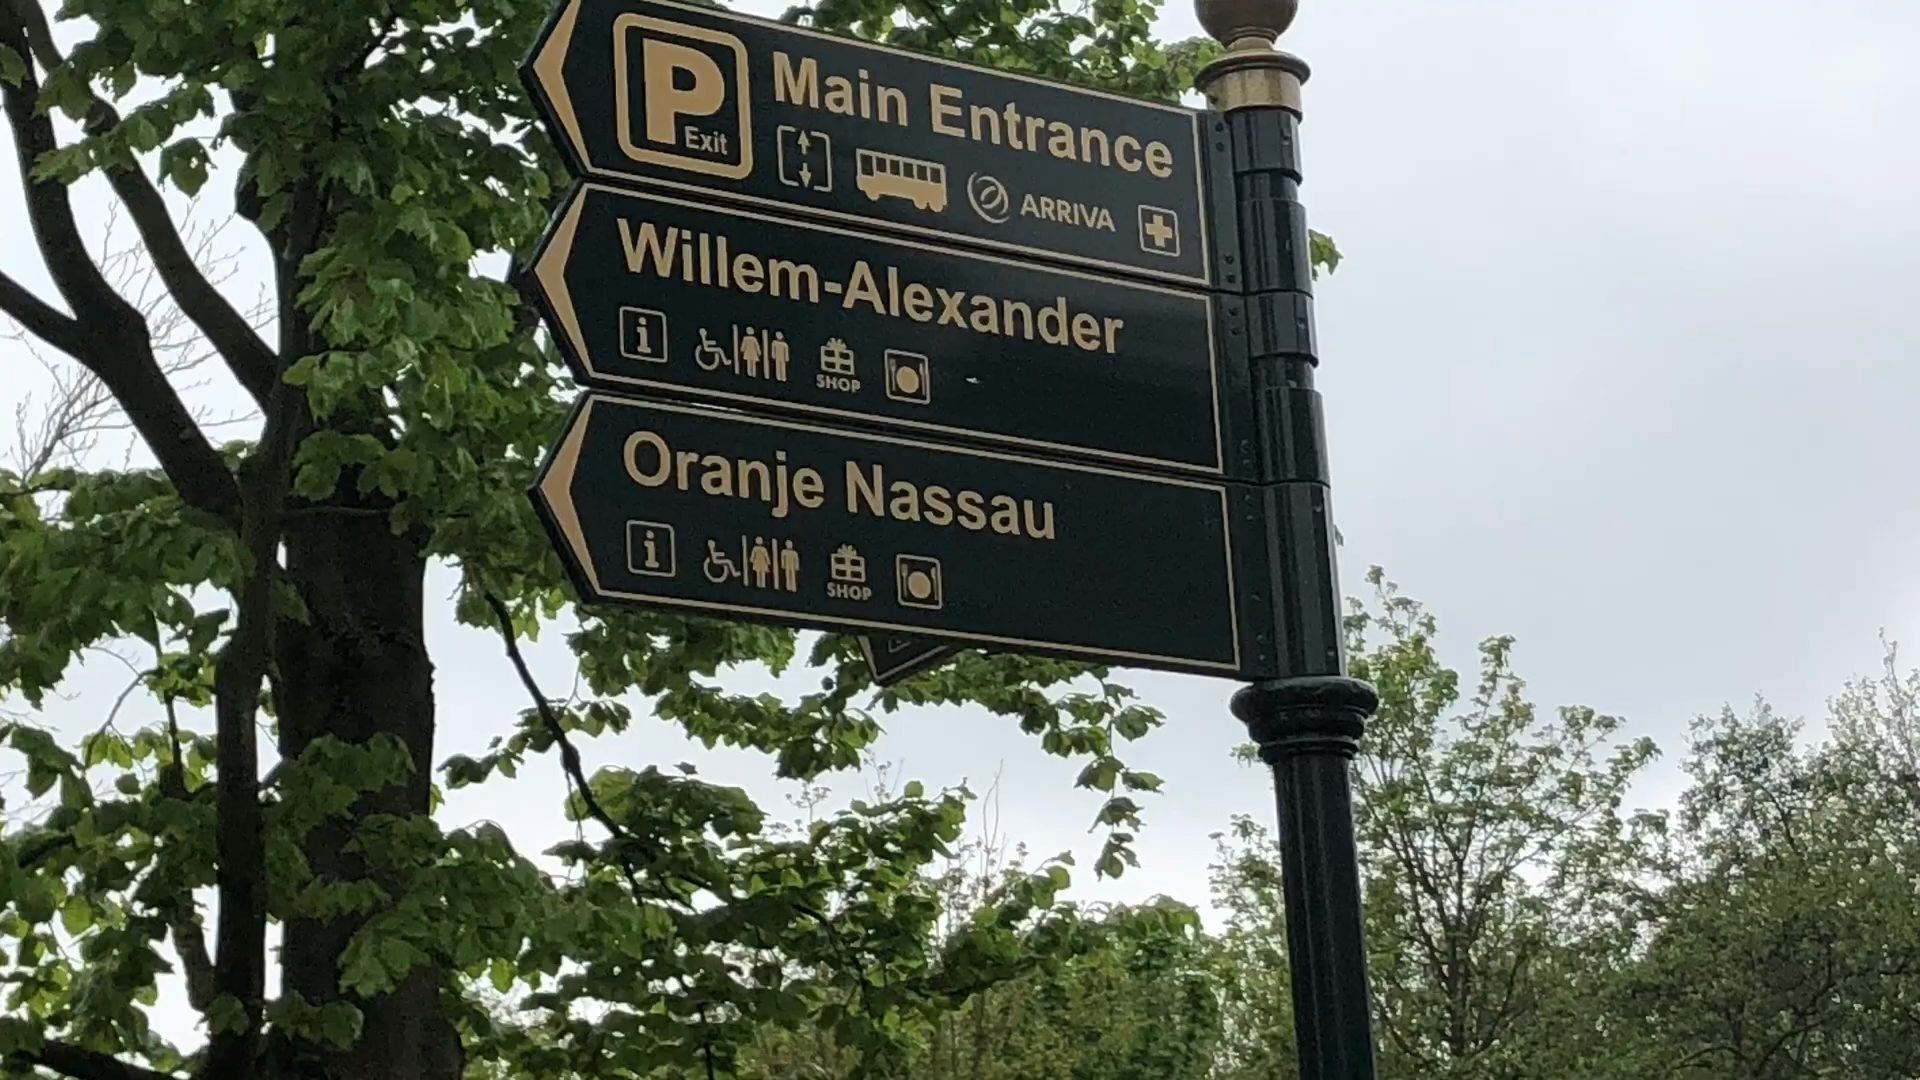 P Exit
Main Entrance
ARRIVA
Willem-Alexander
i
SHOP
Oranje Nassau
i
SHOP